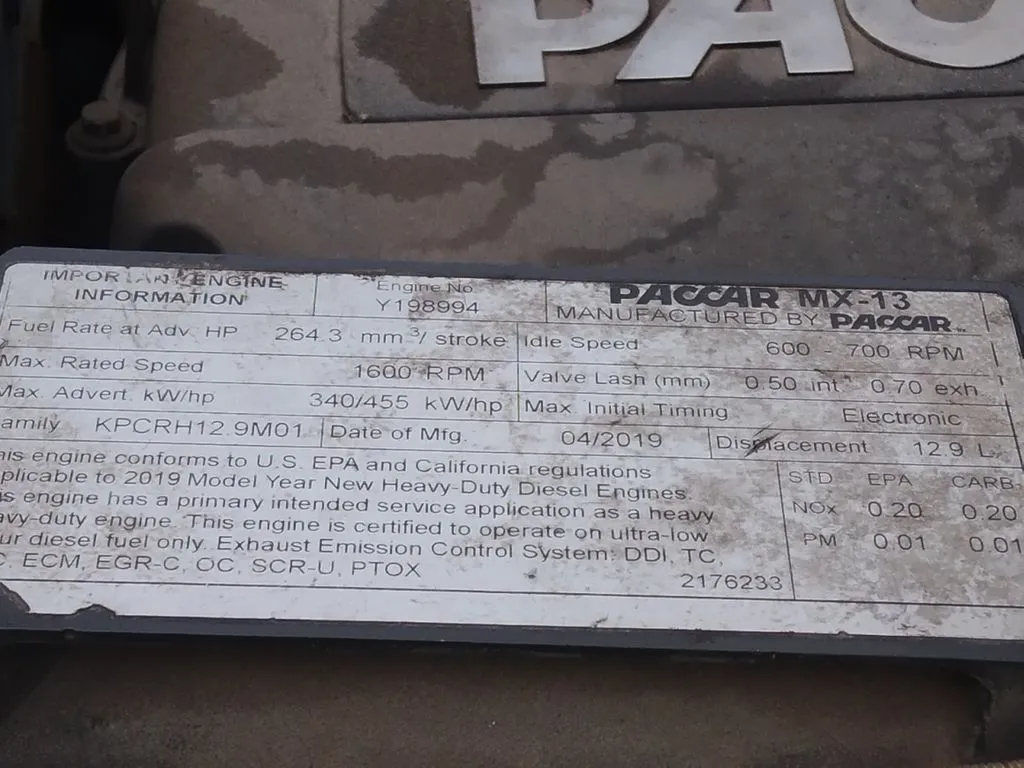 PAC
IMPORTANT ENGINE
INFORMATION
Engine No.
Y198994
PACCAR MX-13
MANUFACTURED BY PACCAR INC
Fuel Rate at Adv. HP 264.3 mm³/ stroke
Idle Speed 600 - 700 RPM
Max. Rated Speed 1600 RPM
Valve Lash (mm) 0.50 int 0.70 exh
Max. Advert. kW/hp 340/455 kW/hp
Max. Initial Timing Electronic
amily KPCRH12.9M01
Date of Mfg. 04/2019
Displacement 12.9 L
is engine conforms to U.S. EPA and California regulations
plicable to 2019 Model Year New Heavy-Duty Diesel Engines.
s engine has a primary intended service application as a heavy
avy-duty engine. This engine is certified to operate on ultra-low
ur diesel fuel only. Exhaust Emission Control System: DDI, TC,
C, ECM, EGR-C, OC, SCR-U, PTOX
2176233
STD EPA CARB
NOx 0.20 0.20
PM 0.01 0.01